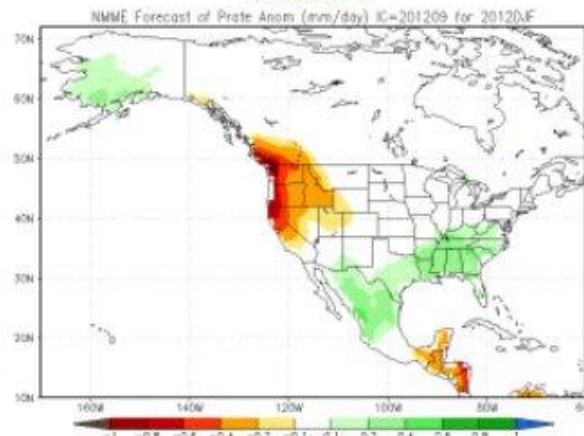 NMME Forecast of Prate Anom (mm/day) IC=201209 for 2012DJF
70N
60N
50N
40N
30N
20N
10N
160W 140W 120W 100W 80W